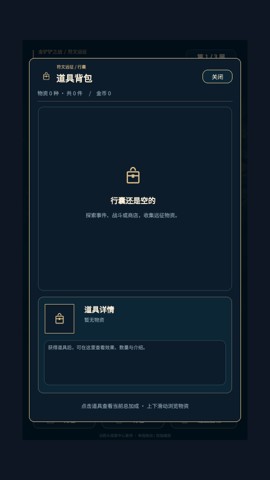 符文远征 / 行囊
道具背包
关闭
物资 0 种 · 共 0 件 / 金币 0
行囊还是空的
探索事件、战斗或商店，收集远征物资。
道具详情
暂无物资
获得道具后，可在这里查看效果、数量与介绍。
点击道具查看当前总加成 · 上下滑动浏览物资